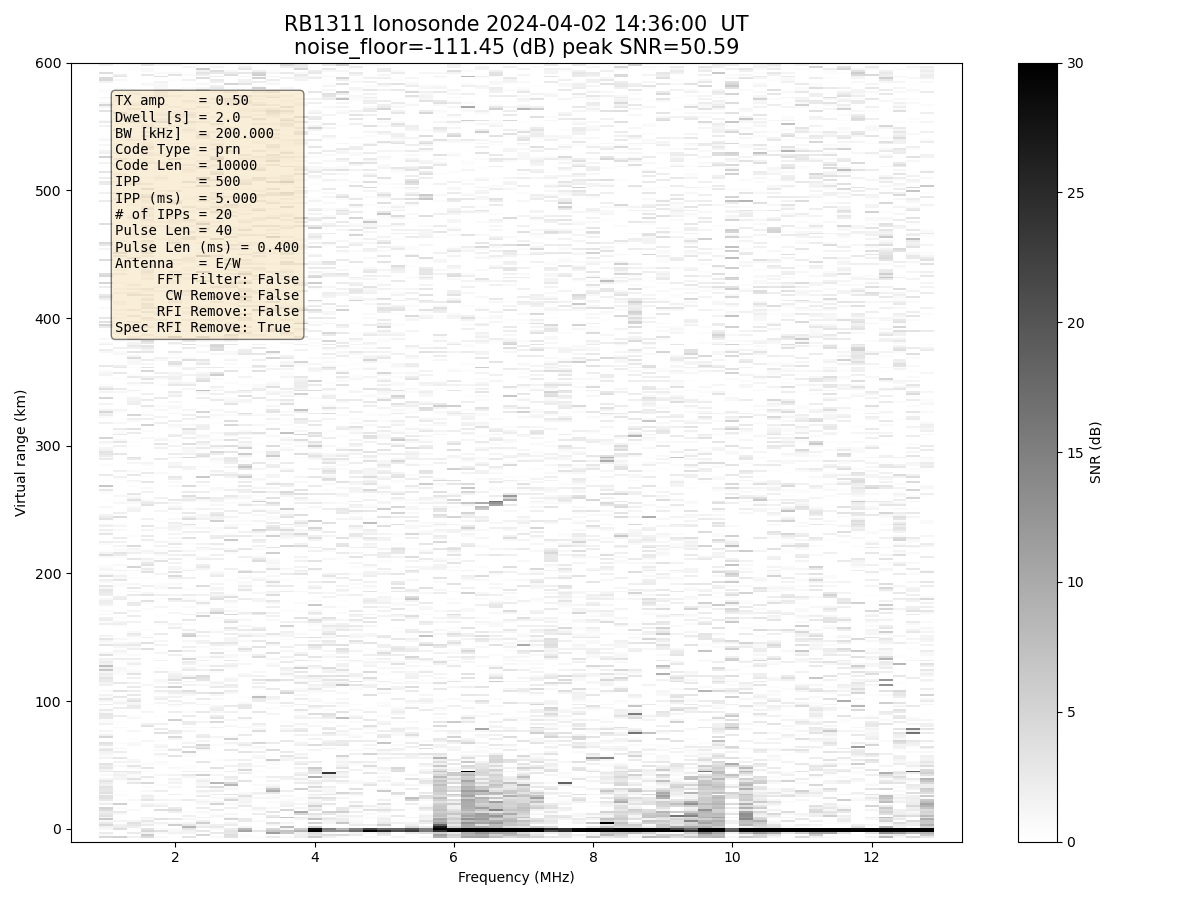 RB1311 Ionosonde 2024-04-02 14:36:00  UT
noise_floor=-111.45 (dB) peak SNR=50.59
TX amp    = 0.50
Dwell [s] = 2.0
BW [kHz]  = 200.000
Code Type = prn
Code Len  = 10000
IPP       = 500
IPP (ms)  = 5.000
# of IPPs = 20
Pulse Len = 40
Pulse Len (ms) = 0.400
Antenna   = E/W
FFT Filter: False
CW Remove: False
RFI Remove: False
Spec RFI Remove: True
Virtual range (km)
600
500
400
300
200
100
0
2 4 6 8 10 12
Frequency (MHz)
30
25
20
15
10
5
0
SNR (dB)